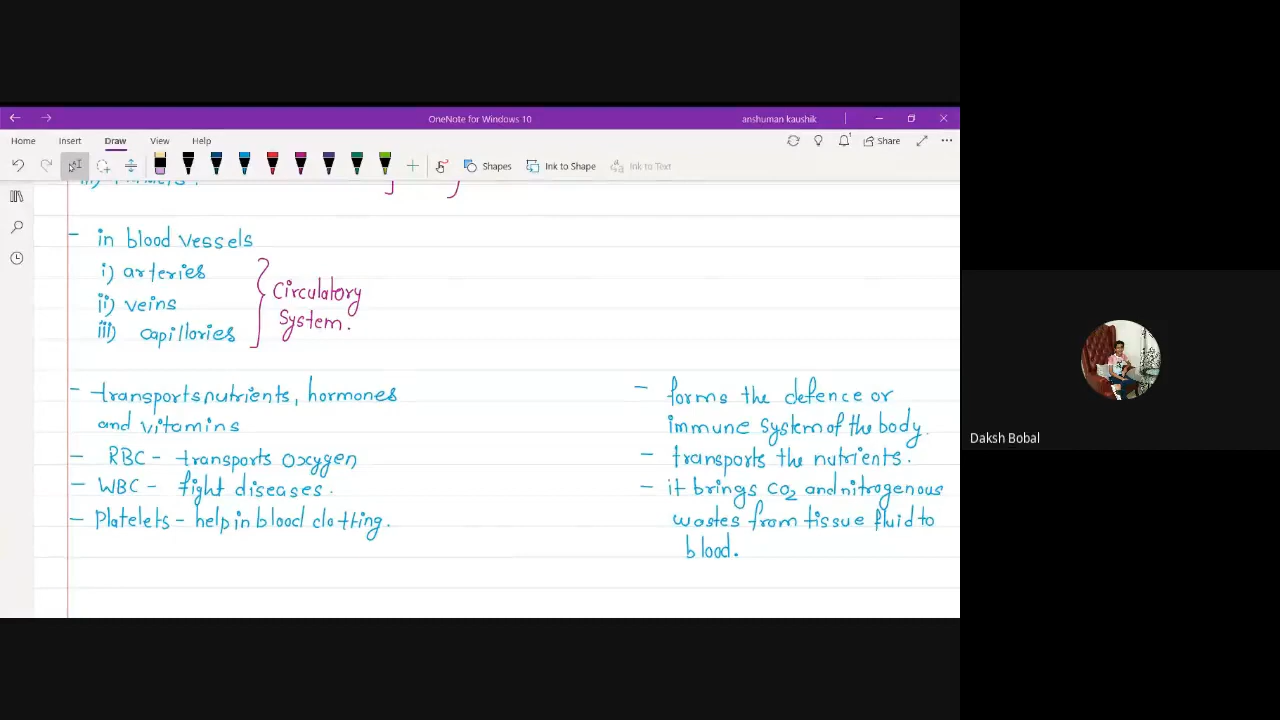 OneNote for Windows 10
anshuman kaushik
Home Insert Draw View Help
Share
Shapes Ink to Shape Ink to Text
- in blood vessels
i) arteries
ii) veins
iii) capillories
Circulatory
System.
- transports nutrients, hormones
and vitamins
- RBC - transports oxygen
- WBC - fight diseases.
- Platelets - help in blood clotting.
- forms the defence or
immune system of the body.
- transports the nutrients.
- it brings CO2 and nitrogenous
wastes from tissue fluid to
blood.
Daksh Bobal